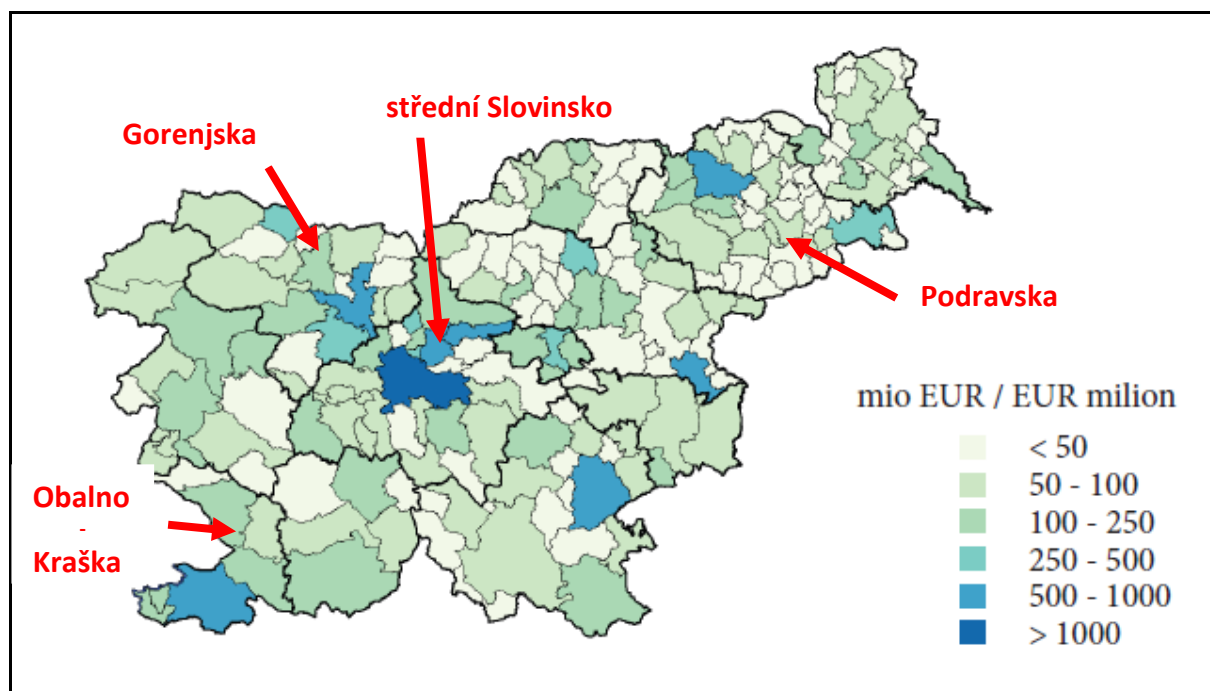 střední Slovinsko
Gorenjska
Podravska
Obalno
-
Kraška
mio EUR / EUR milion
< 50
50 - 100
100 - 250
250 - 500
500 - 1000
> 1000